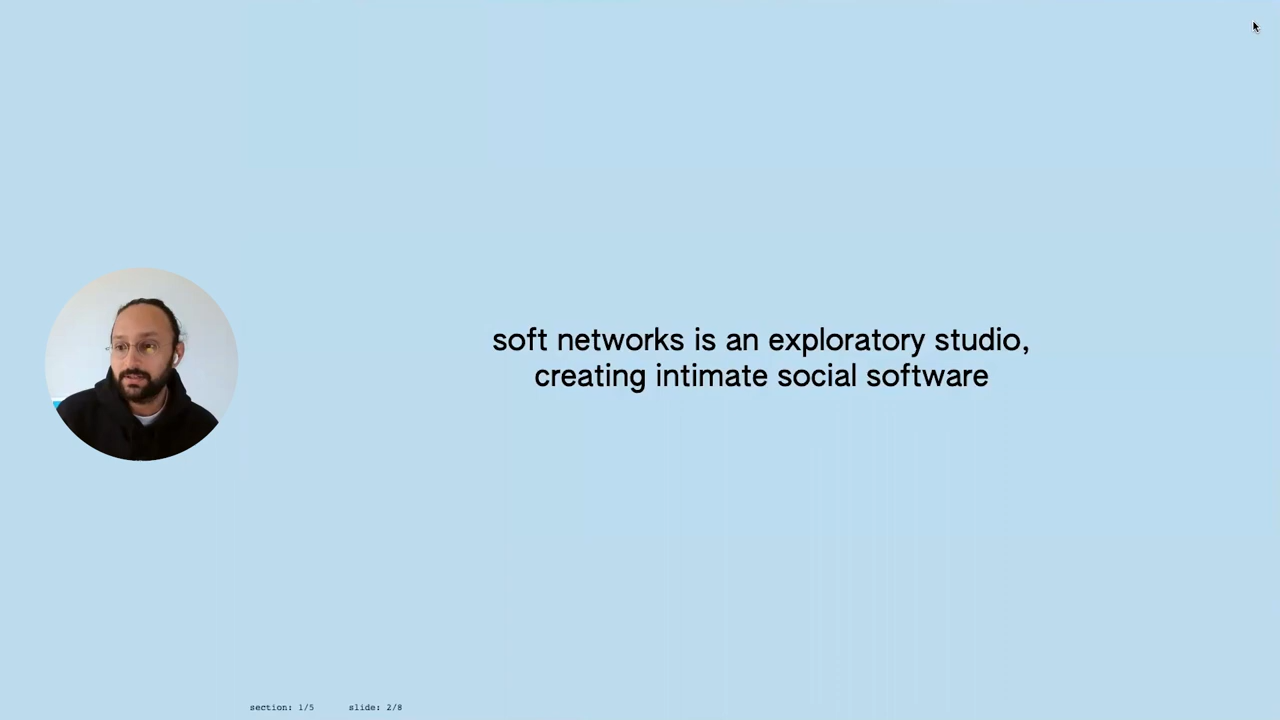 soft networks is an exploratory studio,
creating intimate social software
section: 1/5 slide: 2/8